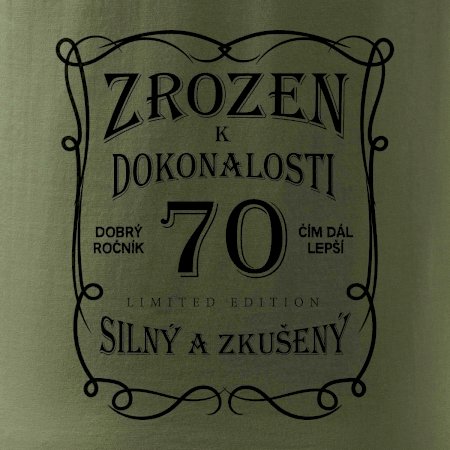 ZROZEN
K
DOKONALOSTI
DOBRÝ
ROČNÍK
70
ČÍM DÁL
LEPŠÍ
LIMITED EDITION
SILNÝ A ZKUŠENÝ